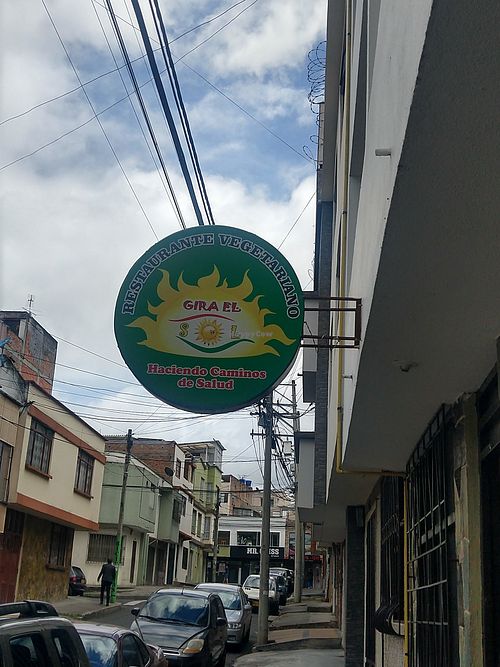 RESTAURANTE VEGETARIANO
GIRA EL
SOL
Haciendo Caminos
de Salud